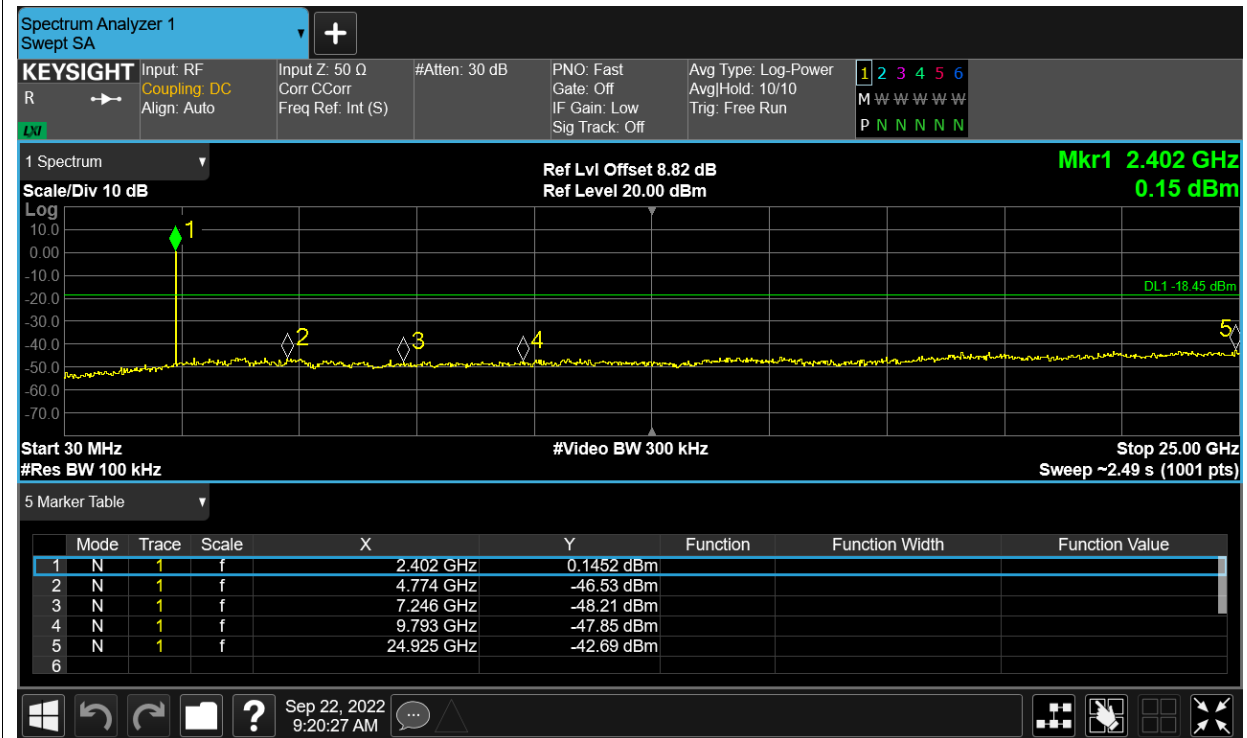 Spectrum Analyzer 1
Swept SA
KEYSIGHT
R
LXI
Input: RF
Coupling: DC
Align: Auto
Input Z: 50 Ω
Corr CCorr
Freq Ref: Int (S)
#Atten: 30 dB
PNO: Fast
Gate: Off
IF Gain: Low
Sig Track: Off
Avg Type: Log-Power
Avg|Hold: 10/10
Trig: Free Run
1 2 3 4 5 6
M W W W W W
P N N N N N
1 Spectrum
Scale/Div 10 dB
Ref Lvl Offset 8.82 dB
Ref Level 20.00 dBm
Mkr1 2.402 GHz
0.15 dBm
Log
10.0
0.00
-10.0
-20.0
-30.0
-40.0
-50.0
-60.0
-70.0
1
2
3
4
5
DL1 -18.45 dBm
Start 30 MHz
#Res BW 100 kHz
#Video BW 300 kHz
Stop 25.00 GHz
Sweep ~2.49 s (1001 pts)
5 Marker Table
Mode Trace Scale X Y Function Function Width Function Value
1 N 1 f 2.402 GHz 0.1452 dBm
2 N 1 f 4.774 GHz -46.53 dBm
3 N 1 f 7.246 GHz -48.21 dBm
4 N 1 f 9.793 GHz -47.85 dBm
5 N 1 f 24.925 GHz -42.69 dBm
6
?
Sep 22, 2022
9:20:27 AM